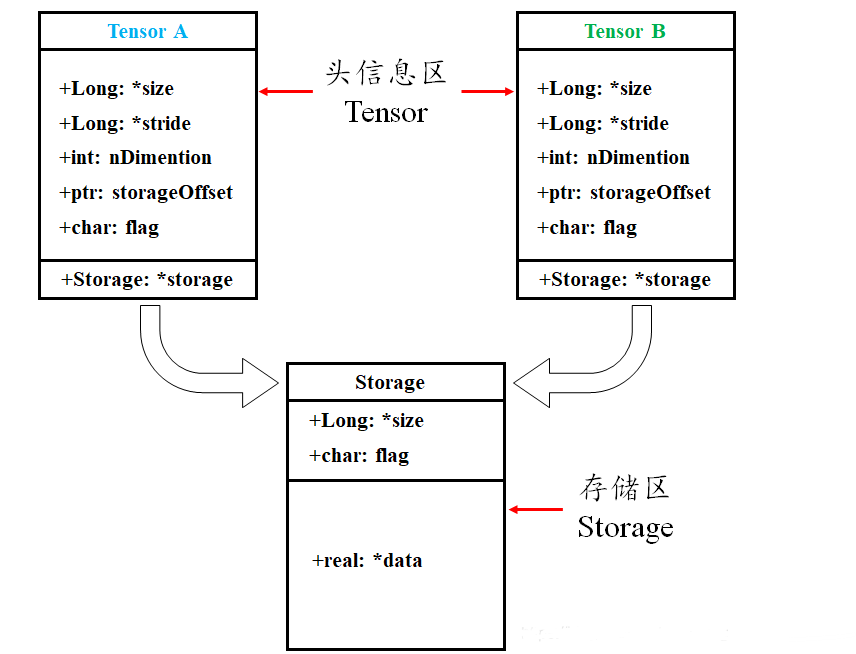 Tensor A
+Long: *size
+Long: *stride
+int: nDimention
+ptr: storageOffset
+char: flag
+Storage: *storage
头信息区
Tensor
Tensor B
+Long: *size
+Long: *stride
+int: nDimention
+ptr: storageOffset
+char: flag
+Storage: *storage
Storage
+Long: *size
+char: flag
+real: *data
存储区
Storage